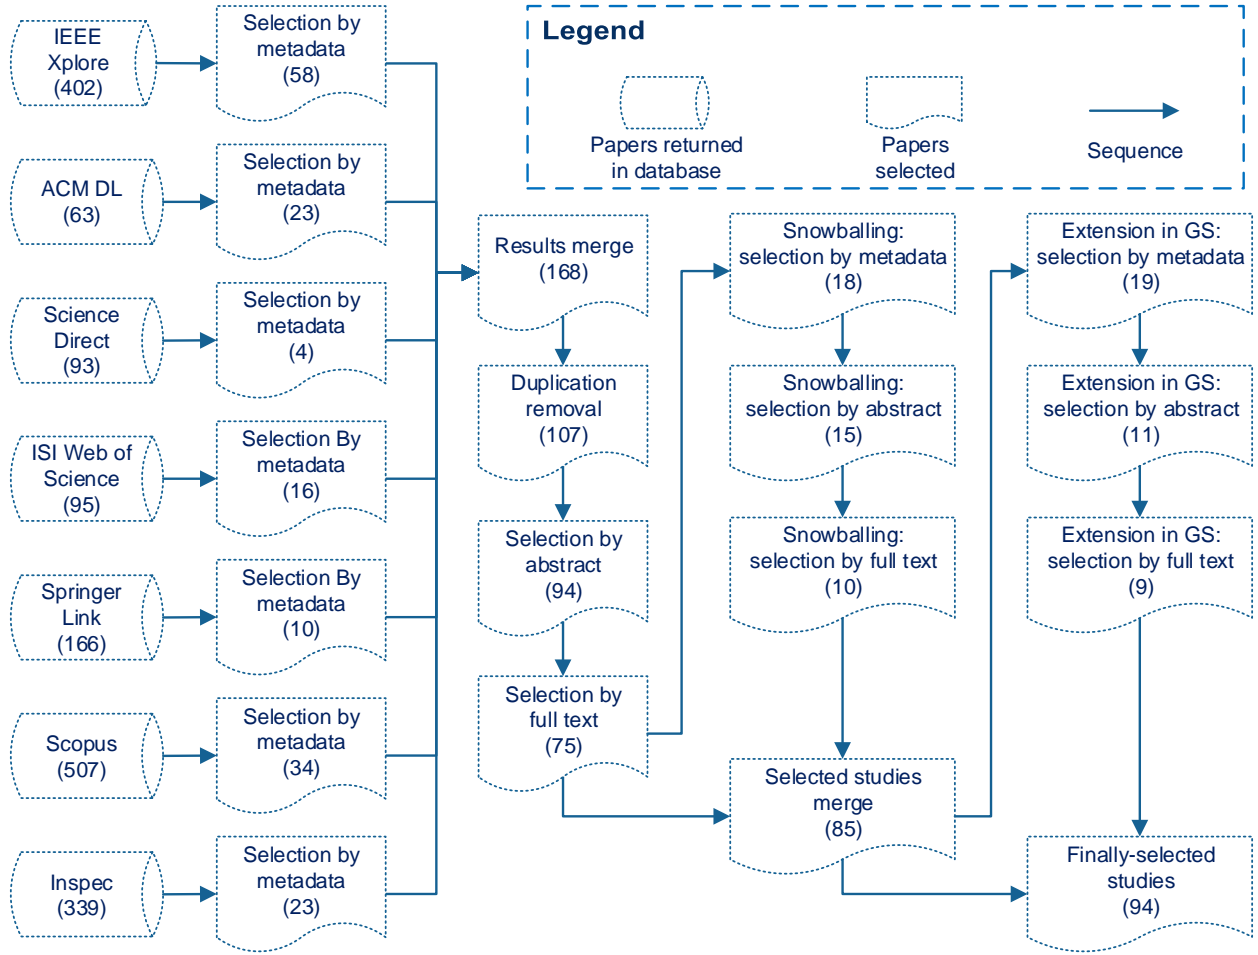 IEEE
Xplore
(402)
Selection by
metadata
(58)
ACM DL
(63)
Selection by
metadata
(23)
Science
Direct
(93)
Selection by
metadata
(4)
ISI Web of
Science
(95)
Selection By
metadata
(16)
Springer
Link
(166)
Selection By
metadata
(10)
Scopus
(507)
Selection by
metadata
(34)
Inspec
(339)
Selection by
metadata
(23)
Legend
Papers returned
in database
Papers
selected
Sequence
Results merge
(168)
Duplication
removal
(107)
Selection by
abstract
(94)
Selection by
full text
(75)
Snowballing:
selection by metadata
(18)
Snowballing:
selection by abstract
(15)
Snowballing:
selection by full text
(10)
Selected studies
merge
(85)
Extension in GS:
selection by metadata
(19)
Extension in GS:
selection by abstract
(11)
Extension in GS:
selection by full text
(9)
Finally-selected
studies
(94)